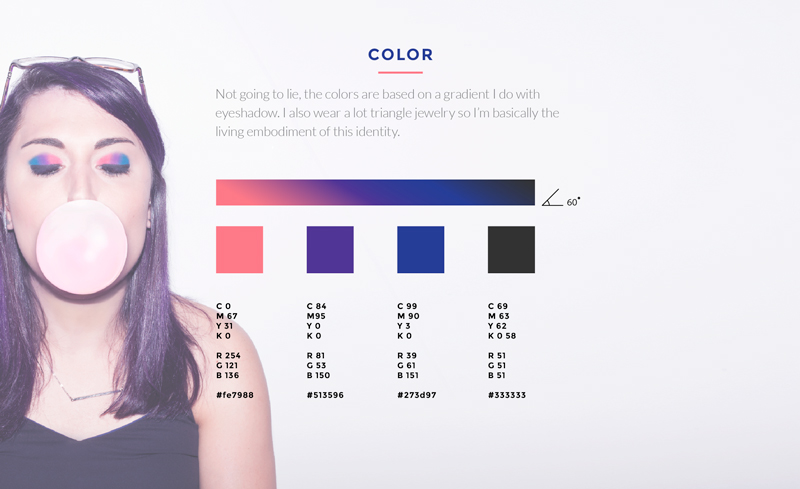 COLOR
Not going to lie, the colors are based on a gradient I do with
eyeshadow. I also wear a lot triangle jewelry so I'm basically the
living embodiment of this identity.
60°
C 0
M 67
Y 31
K 0
R 254
G 121
B 136
#fe7988
C 84
M95
Y 0
K 0
R 81
G 53
B 150
#513596
C 99
M 90
Y 3
K 0
R 39
G 61
B 151
#273d97
C 69
M 63
Y 62
K 0 58
R 51
G 51
B 51
#333333